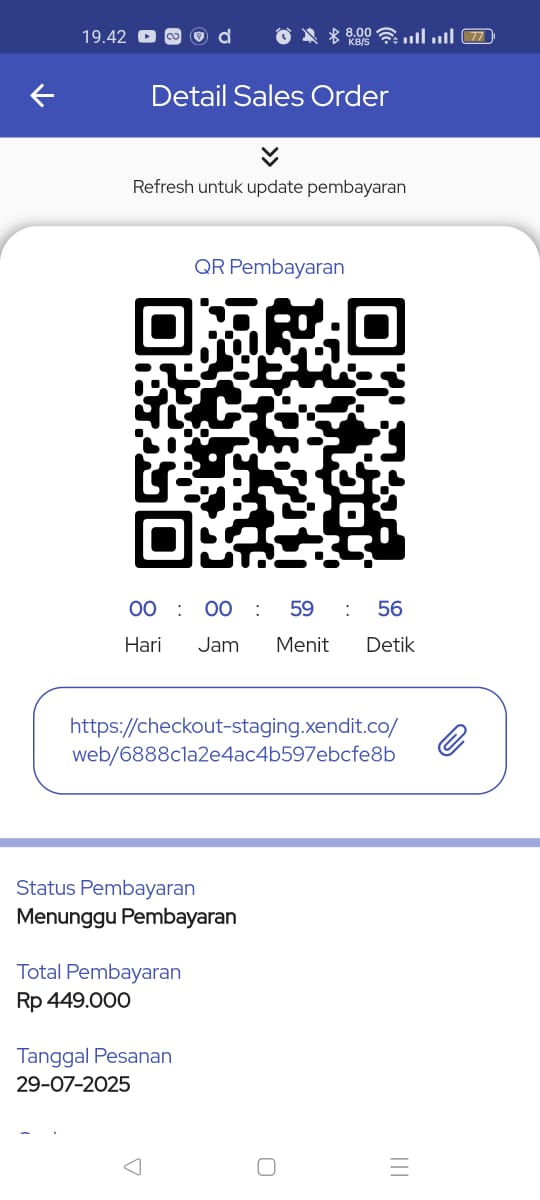 19.42
8.00
KB/S
77
Detail Sales Order
Refresh untuk update pembayaran
QR Pembayaran
00 : 00 : 59 : 56
Hari Jam Menit Detik
https://checkout-staging.xendit.co/
web/6888c1a2e4ac4b597ebcfe8b
Status Pembayaran
Menunggu Pembayaran
Total Pembayaran
Rp 449.000
Tanggal Pesanan
29-07-2025